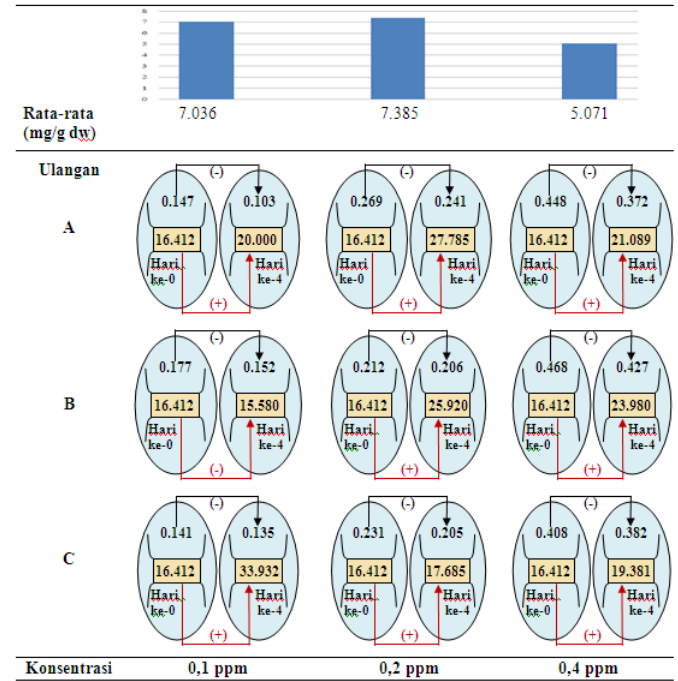 8
7
6
5
4
3
2
1
0
Rata-rata 7.036 7.385 5.071
(mg/g dw)
Ulangan
A
(-) (-) (-)
0.147 0.103 0.269 0.241 0.448 0.372
16.412 20.000 16.412 27.785 16.412 21.089
Hari Hari Hari Hari Hari Hari
ke-0 ke-4 ke-0 ke-4 ke-0 ke-4
(+) (+) (+)
B
(-) (-) (-)
0.177 0.152 0.212 0.206 0.468 0.427
16.412 15.580 16.412 25.920 16.412 23.980
Hari Hari Hari Hari Hari Hari
ke-0 ke-4 ke-0 ke-4 ke-0 ke-4
(-) (+) (+)
C
(-) (-) (-)
0.141 0.135 0.231 0.205 0.408 0.382
16.412 33.932 16.412 17.685 16.412 19.381
Hari Hari Hari Hari Hari Hari
ke-0 ke-4 ke-0 ke-4 ke-0 ke-4
(+) (+) (+)
Konsentrasi 0,1 ppm 0,2 ppm 0,4 ppm